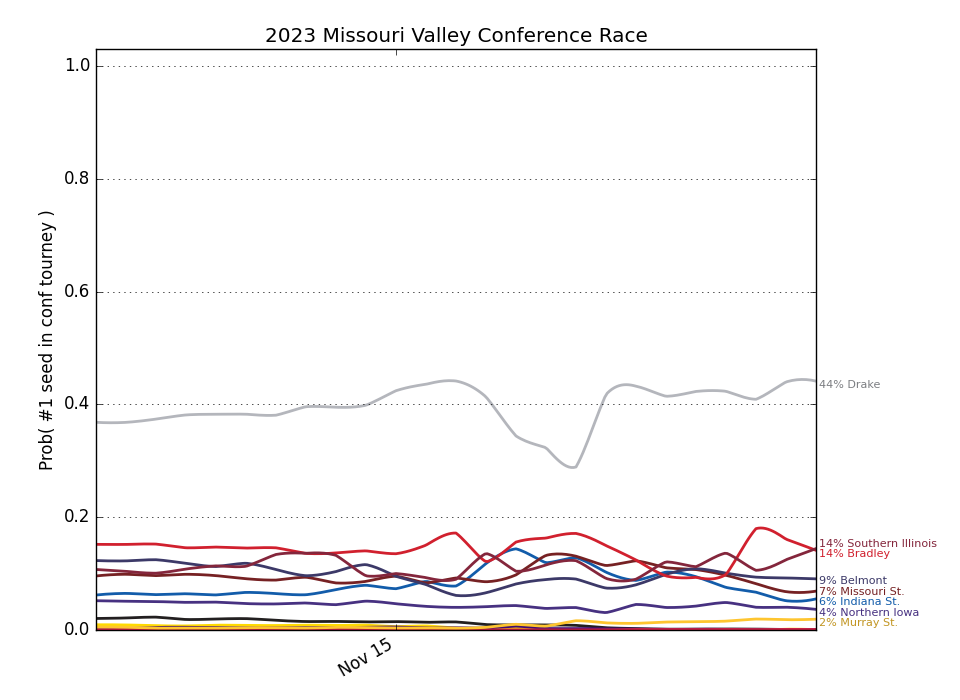 2023 Missouri Valley Conference Race
1.0
0.8
0.6
0.4
0.2
0.0
Prob( #1 seed in conf tourney )
Nov 15
44% Drake
14% Southern Illinois
14% Bradley
9% Belmont
7% Missouri St.
6% Indiana St.
4% Northern Iowa
2% Murray St.